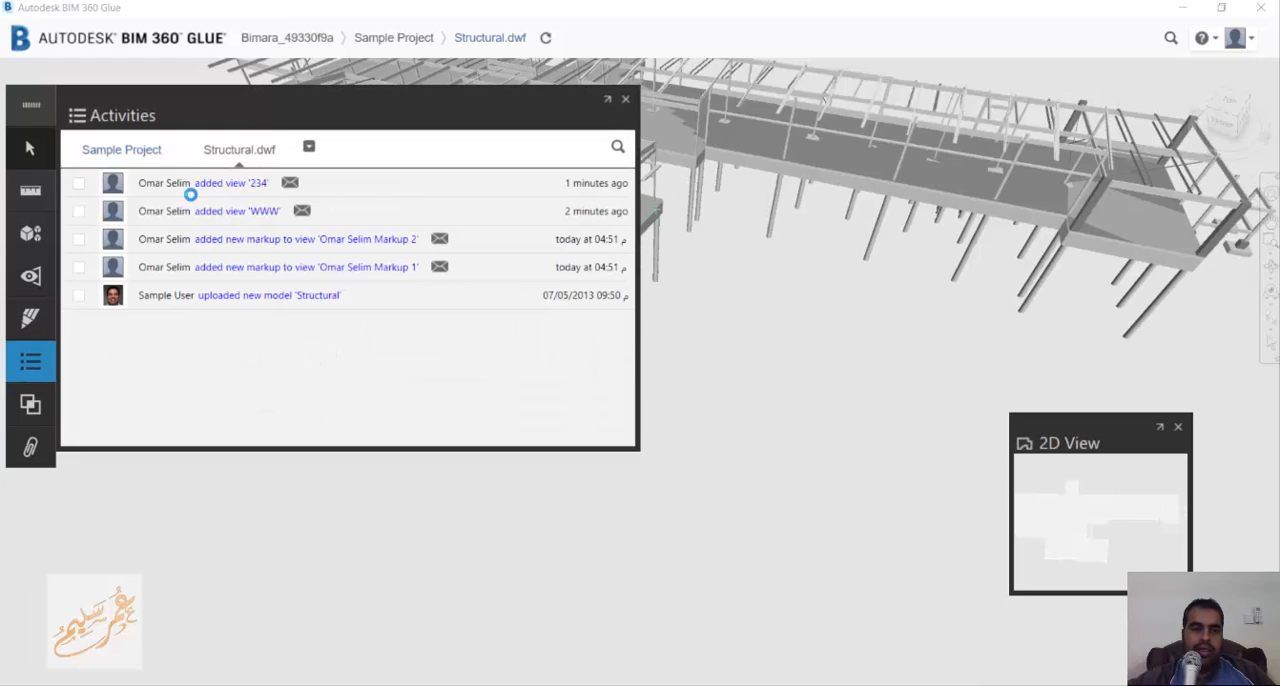 Autodesk BIM 360 Glue
AUTODESK® BIM 360™ GLUE® Bimara_49330f9a Sample Project Structural.dwf
Activities
Sample Project Structural.dwf
Omar Selim added view '234' 1 minutes ago
Omar Selim added view 'WWW' 2 minutes ago
Omar Selim added new markup to view 'Omar Selim Markup 2' today at 04:51 م
Omar Selim added new markup to view 'Omar Selim Markup 1' today at 04:51 م
Sample User uploaded new model 'Structural' 07/05/2013 09:50 م
2D View
عمر سليم